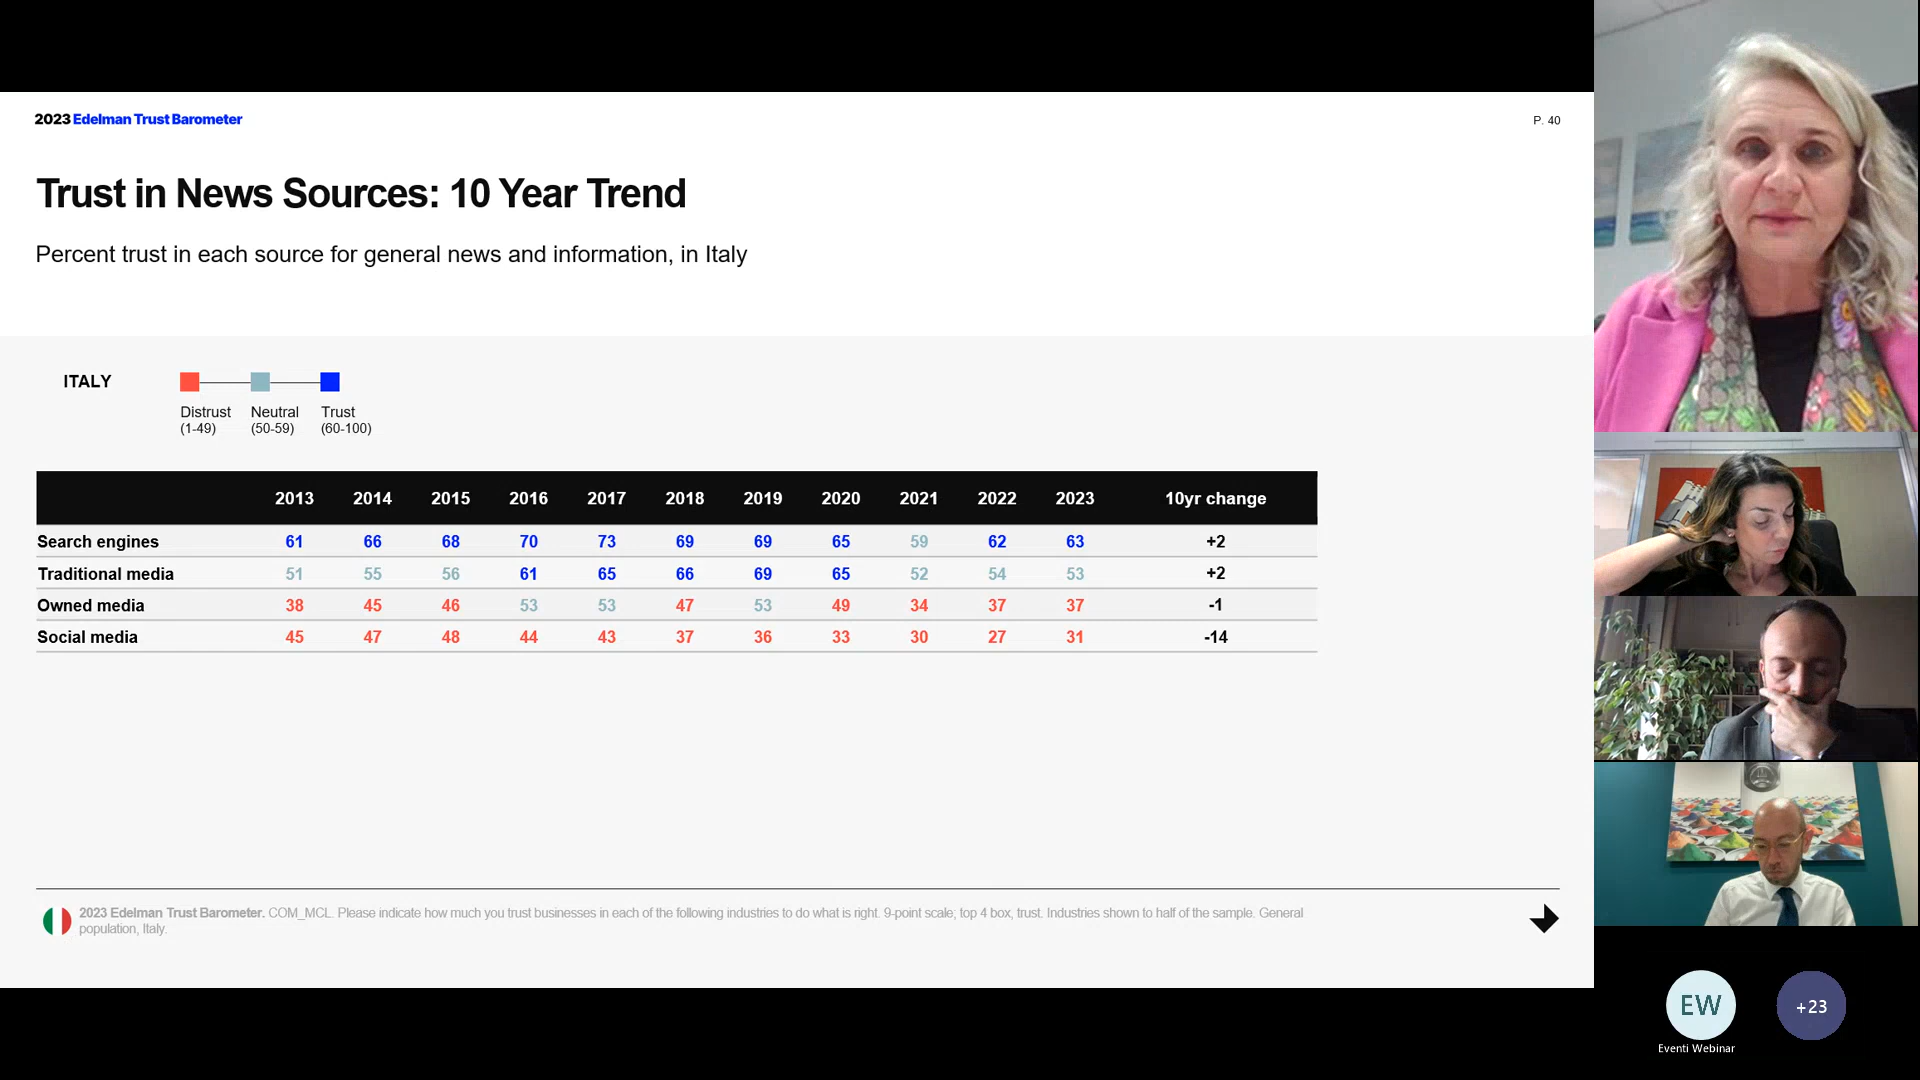 2023 Edelman Trust Barometer
P. 40
Trust in News Sources: 10 Year Trend
Percent trust in each source for general news and information, in Italy
ITALY
Distrust Neutral Trust
(1-49) (50-59) (60-100)
2013 2014 2015 2016 2017 2018 2019 2020 2021 2022 2023 10yr change
Search engines 61 66 68 70 73 69 69 65 59 62 63 +2
Traditional media 51 55 56 61 65 66 69 65 52 54 53 +2
Owned media 38 45 46 53 53 47 53 49 34 37 37 -1
Social media 45 47 48 44 43 37 36 33 30 27 31 -14
2023 Edelman Trust Barometer. COM_MCL. Please indicate how much you trust businesses in each of the following industries to do what is right. 9-point scale; top 4 box, trust. Industries shown to half of the sample. General
population, Italy.
EW
+23
Eventi Webinar